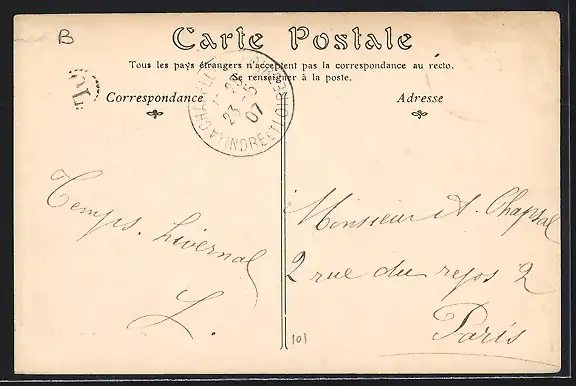 B
Carte Postale
Tous les pays étrangers n'acceptent pas la correspondance au recto.
Se renseigner à la poste.
Correspondance
Adresse
23 - 5
07
INDRE ET LOIRE
Temps. hivernal
L.
Monsieur A. Chapsal
2 rue du repos 2
Paris
101